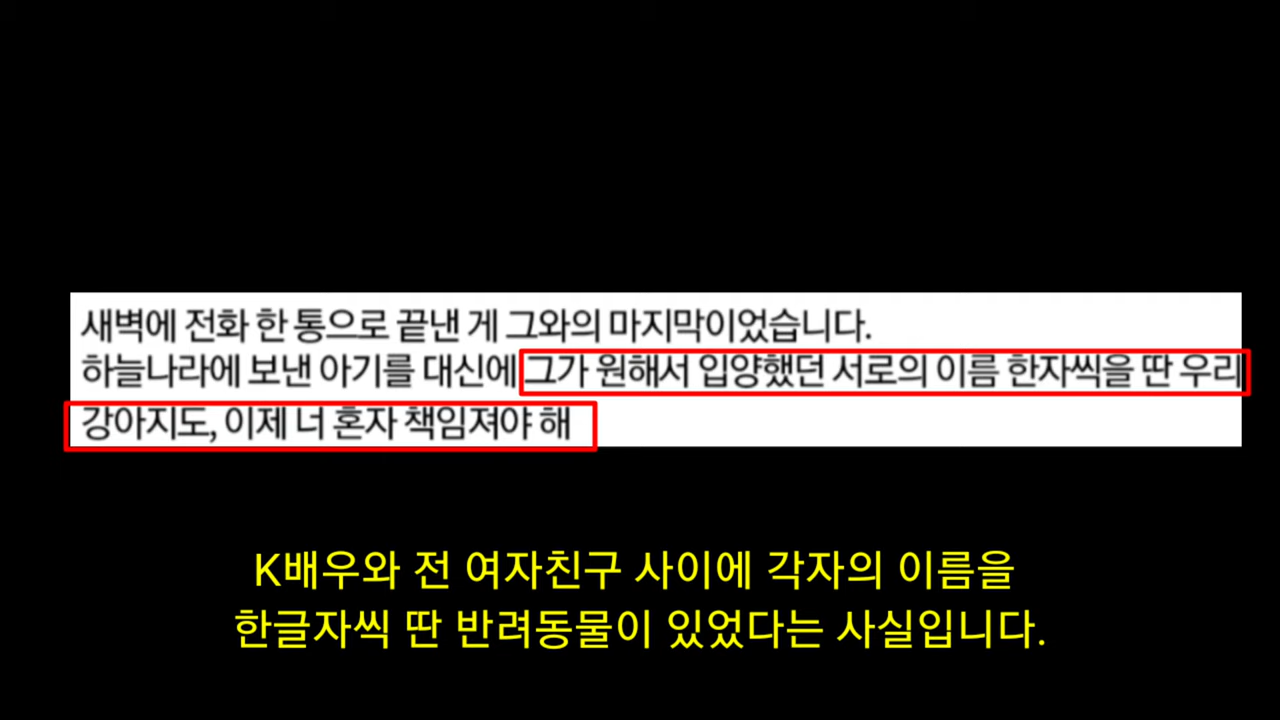 새벽에 전화 한 통으로 끝낸 게 그와의 마지막이었습니다.
하늘나라에 보낸 아기를 대신에 그가 원해서 입양했던 서로의 이름 한자씩을 딴 우리
강아지도, 이제 너 혼자 책임져야 해
K배우와 전 여자친구 사이에 각자의 이름을
한글자씩 딴 반려동물이 있었다는 사실입니다.